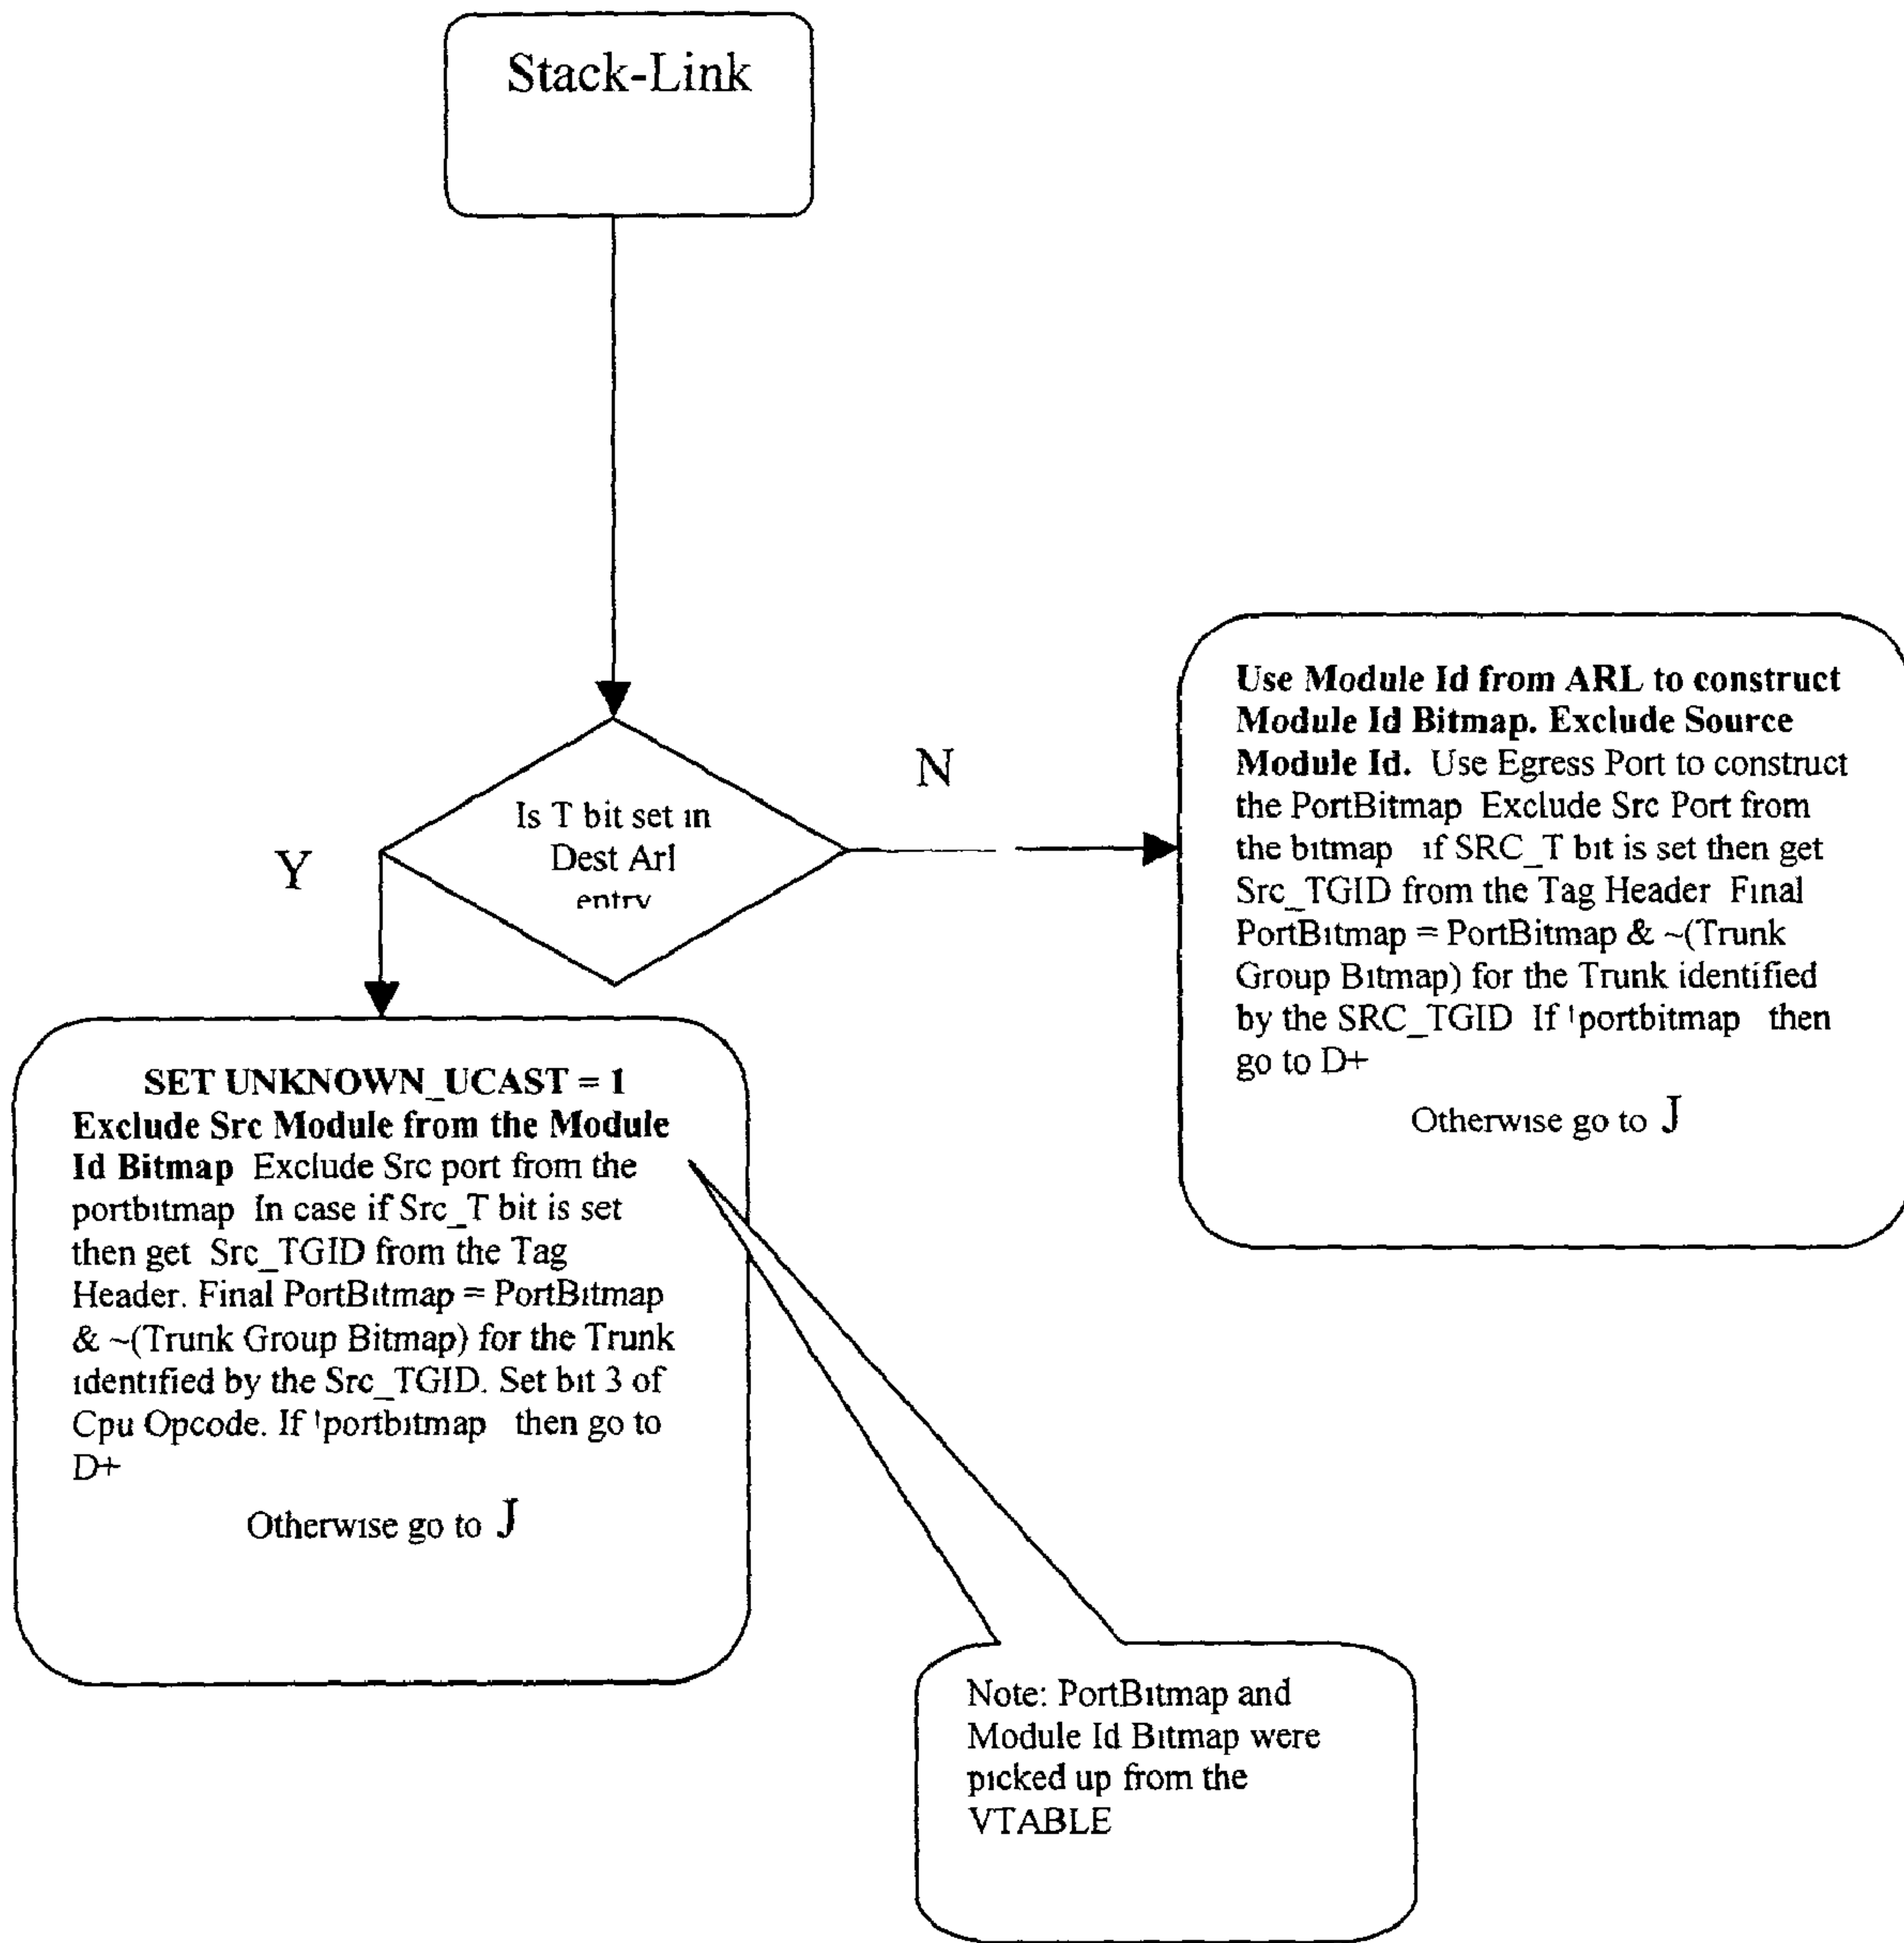 Stack-Link
N
Is T bit set in
Dest Arl
entry
Y
Use Module Id from ARL to construct
Module Id Bitmap. Exclude Source
Module Id. Use Egress Port to construct
the PortBitmap Exclude Src Port from
the bitmap if SRC_T bit is set then get
Src_TGID from the Tag Header Final
PortBitmap = PortBitmap & ~(Trunk
Group Bitmap) for the Trunk identified
by the SRC_TGID If !portbitmap then
go to D+
Otherwise go to J
SET UNKNOWN_UCAST = 1
Exclude Src Module from the Module
Id Bitmap Exclude Src port from the
portbitmap In case if Src_T bit is set
then get Src_TGID from the Tag
Header. Final PortBitmap = PortBitmap
& ~(Trunk Group Bitmap) for the Trunk
identified by the Src_TGID. Set bit 3 of
Cpu Opcode. If !portbitmap then go to
D+
Otherwise go to J
Note: PortBitmap and
Module Id Bitmap were
picked up from the
VTABLE